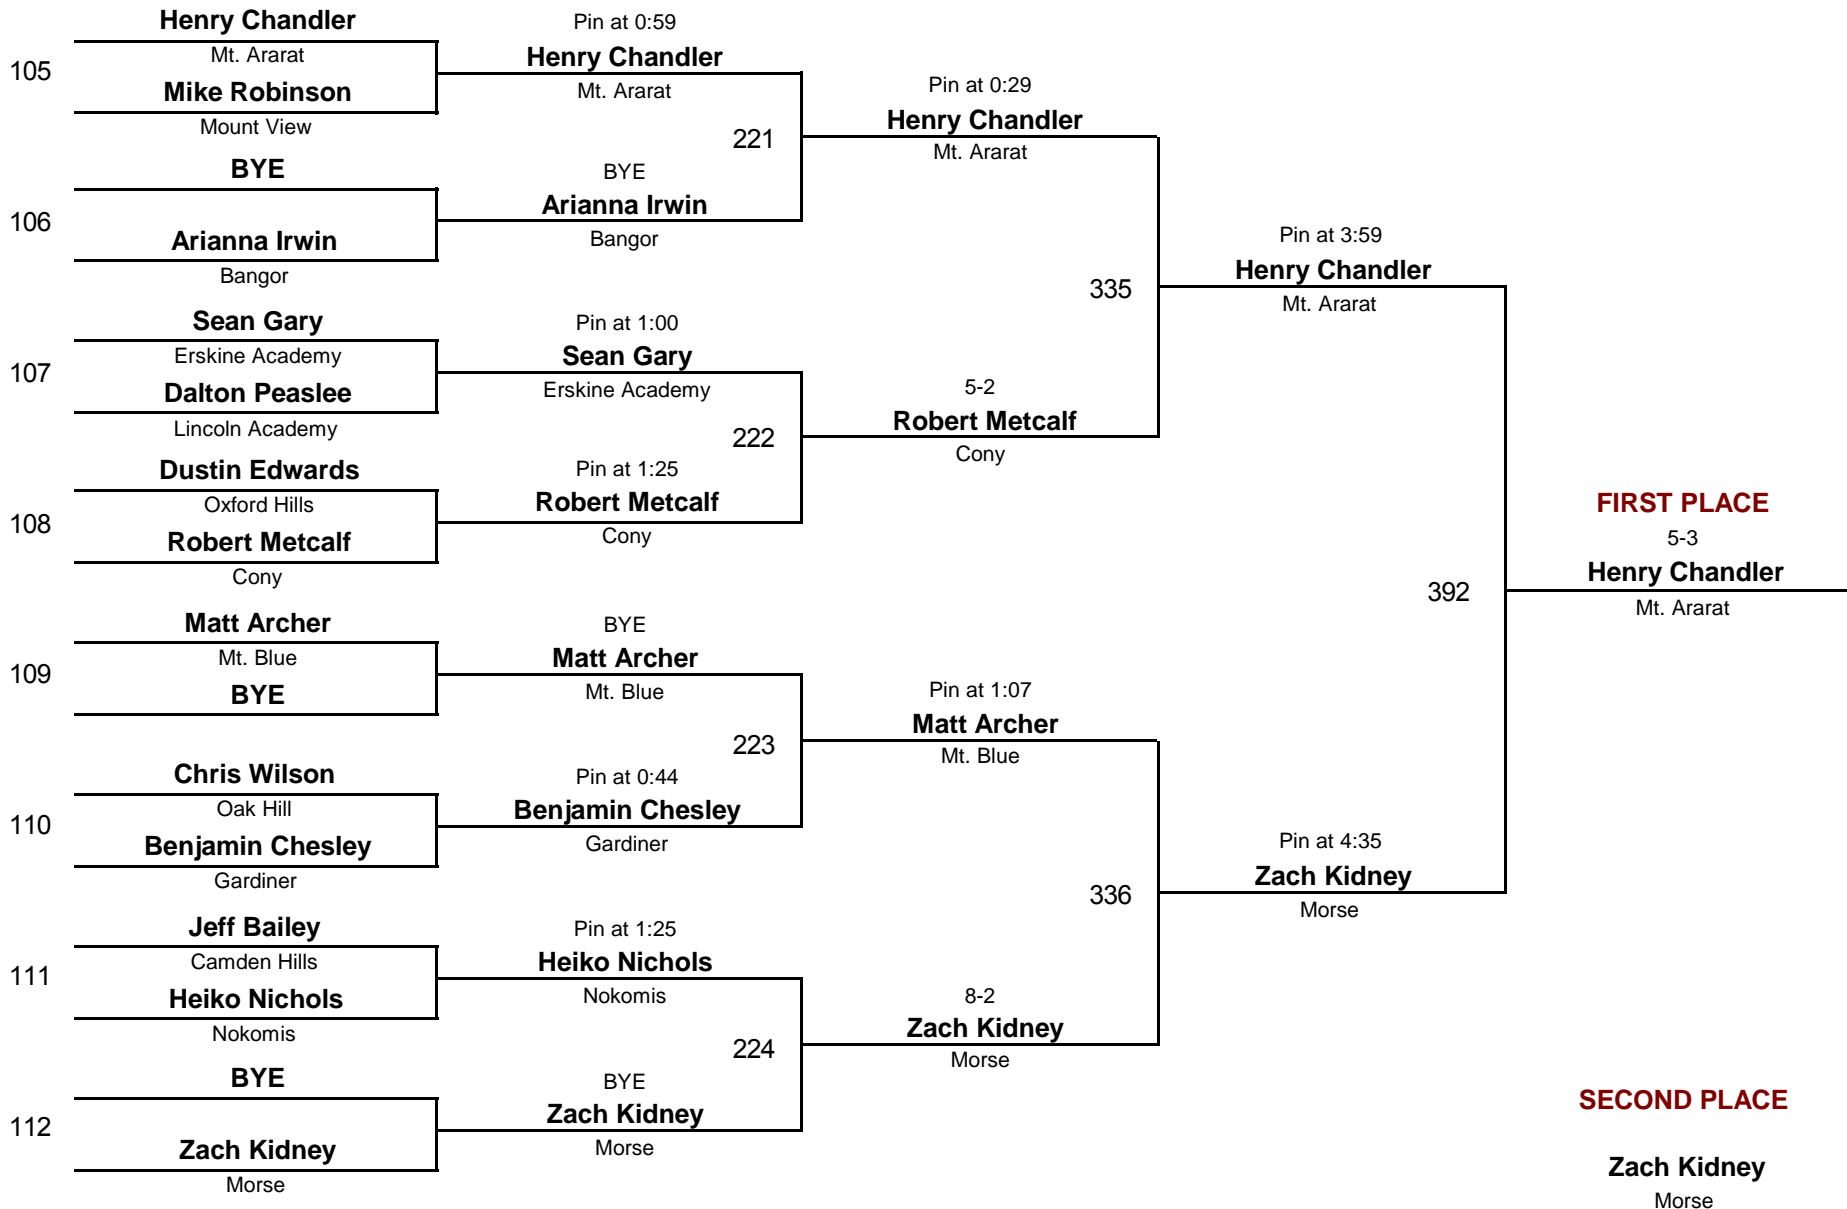 Henry Chandler
Mt. Ararat
105
Mike Robinson
Mount View
BYE
106
Arianna Irwin
Bangor
Sean Gary
Erskine Academy
107
Dalton Peaslee
Lincoln Academy
Dustin Edwards
Oxford Hills
108
Robert Metcalf
Cony
Matt Archer
Mt. Blue
109
BYE
Chris Wilson
Oak Hill
110
Benjamin Chesley
Gardiner
Jeff Bailey
Camden Hills
111
Heiko Nichols
Nokomis
BYE
112
Zach Kidney
Morse
Pin at 0:59
Henry Chandler
Mt. Ararat
221
BYE
Arianna Irwin
Bangor
Pin at 1:00
Sean Gary
Erskine Academy
222
Pin at 1:25
Robert Metcalf
Cony
BYE
Matt Archer
Mt. Blue
223
Pin at 0:44
Benjamin Chesley
Gardiner
Pin at 1:25
Heiko Nichols
Nokomis
224
BYE
Zach Kidney
Morse
Pin at 0:29
Henry Chandler
Mt. Ararat
335
5-2
Robert Metcalf
Cony
Pin at 1:07
Matt Archer
Mt. Blue
336
8-2
Zach Kidney
Morse
Pin at 3:59
Henry Chandler
Mt. Ararat
392
Pin at 4:35
Zach Kidney
Morse
FIRST PLACE
5-3
Henry Chandler
Mt. Ararat
SECOND PLACE
Zach Kidney
Morse